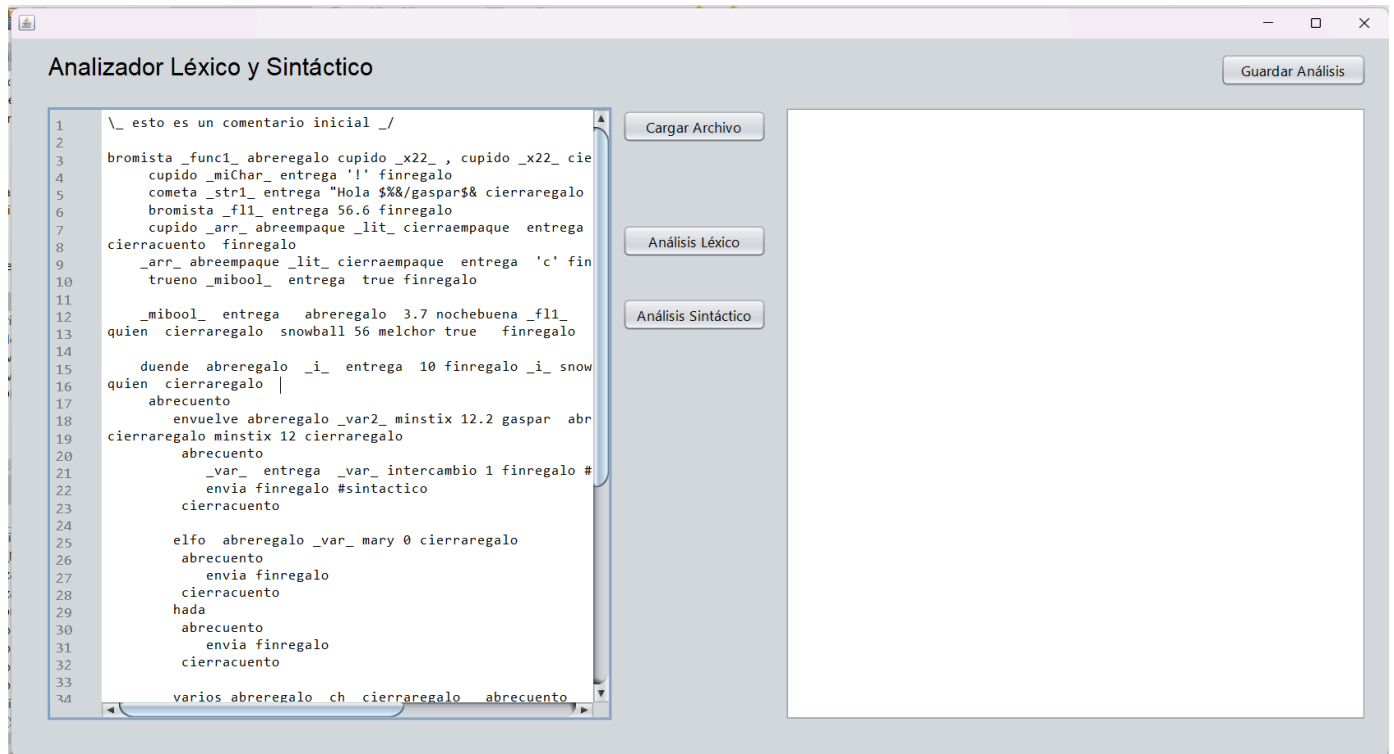 Analizador Léxico y Sintáctico
Guardar Análisis
1 \_ esto es un comentario inicial _/
2
3 bromista _func1_ abreregalo cupido _x22_ , cupido _x22_ cie
4 cupido _miChar_ entrega '!' finregalo
5 cometa _str1_ entrega "Hola $%&/gaspar$& cierraregalo
6 bromista _fl1_ entrega 56.6 finregalo
7 cupido _arr_ abreempaque _lit_ cierraempaque entrega
8 cierracuento finregalo
9 _arr_ abreempaque _lit_ cierraempaque entrega 'c' fin
10 trueno _mibool_ entrega true finregalo
11
12 _mibool_ entrega abreregalo 3.7 nochebuena _fl1_
13 quien cierraregalo snowball 56 melchor true finregalo
14
15 duende abreregalo _i_ entrega 10 finregalo _i_ snow
16 quien cierraregalo
17 abrecuento
18 envuelve abreregalo _var2_ minstix 12.2 gaspar abr
19 cierraregalo minstix 12 cierraregalo
20 abrecuento
21 _var_ entrega _var_ intercambio 1 finregalo #
22 envia finregalo #sintactico
23 cierracuento
24
25 elfo abreregalo _var_ mary 0 cierraregalo
26 abrecuento
27 envia finregalo
28 cierracuento
29 hada
30 abrecuento
31 envia finregalo
32 cierracuento
33
34 varios abreregalo _ch_ cierraregalo abrecuento
Cargar Archivo
Análisis Léxico
Análisis Sintáctico